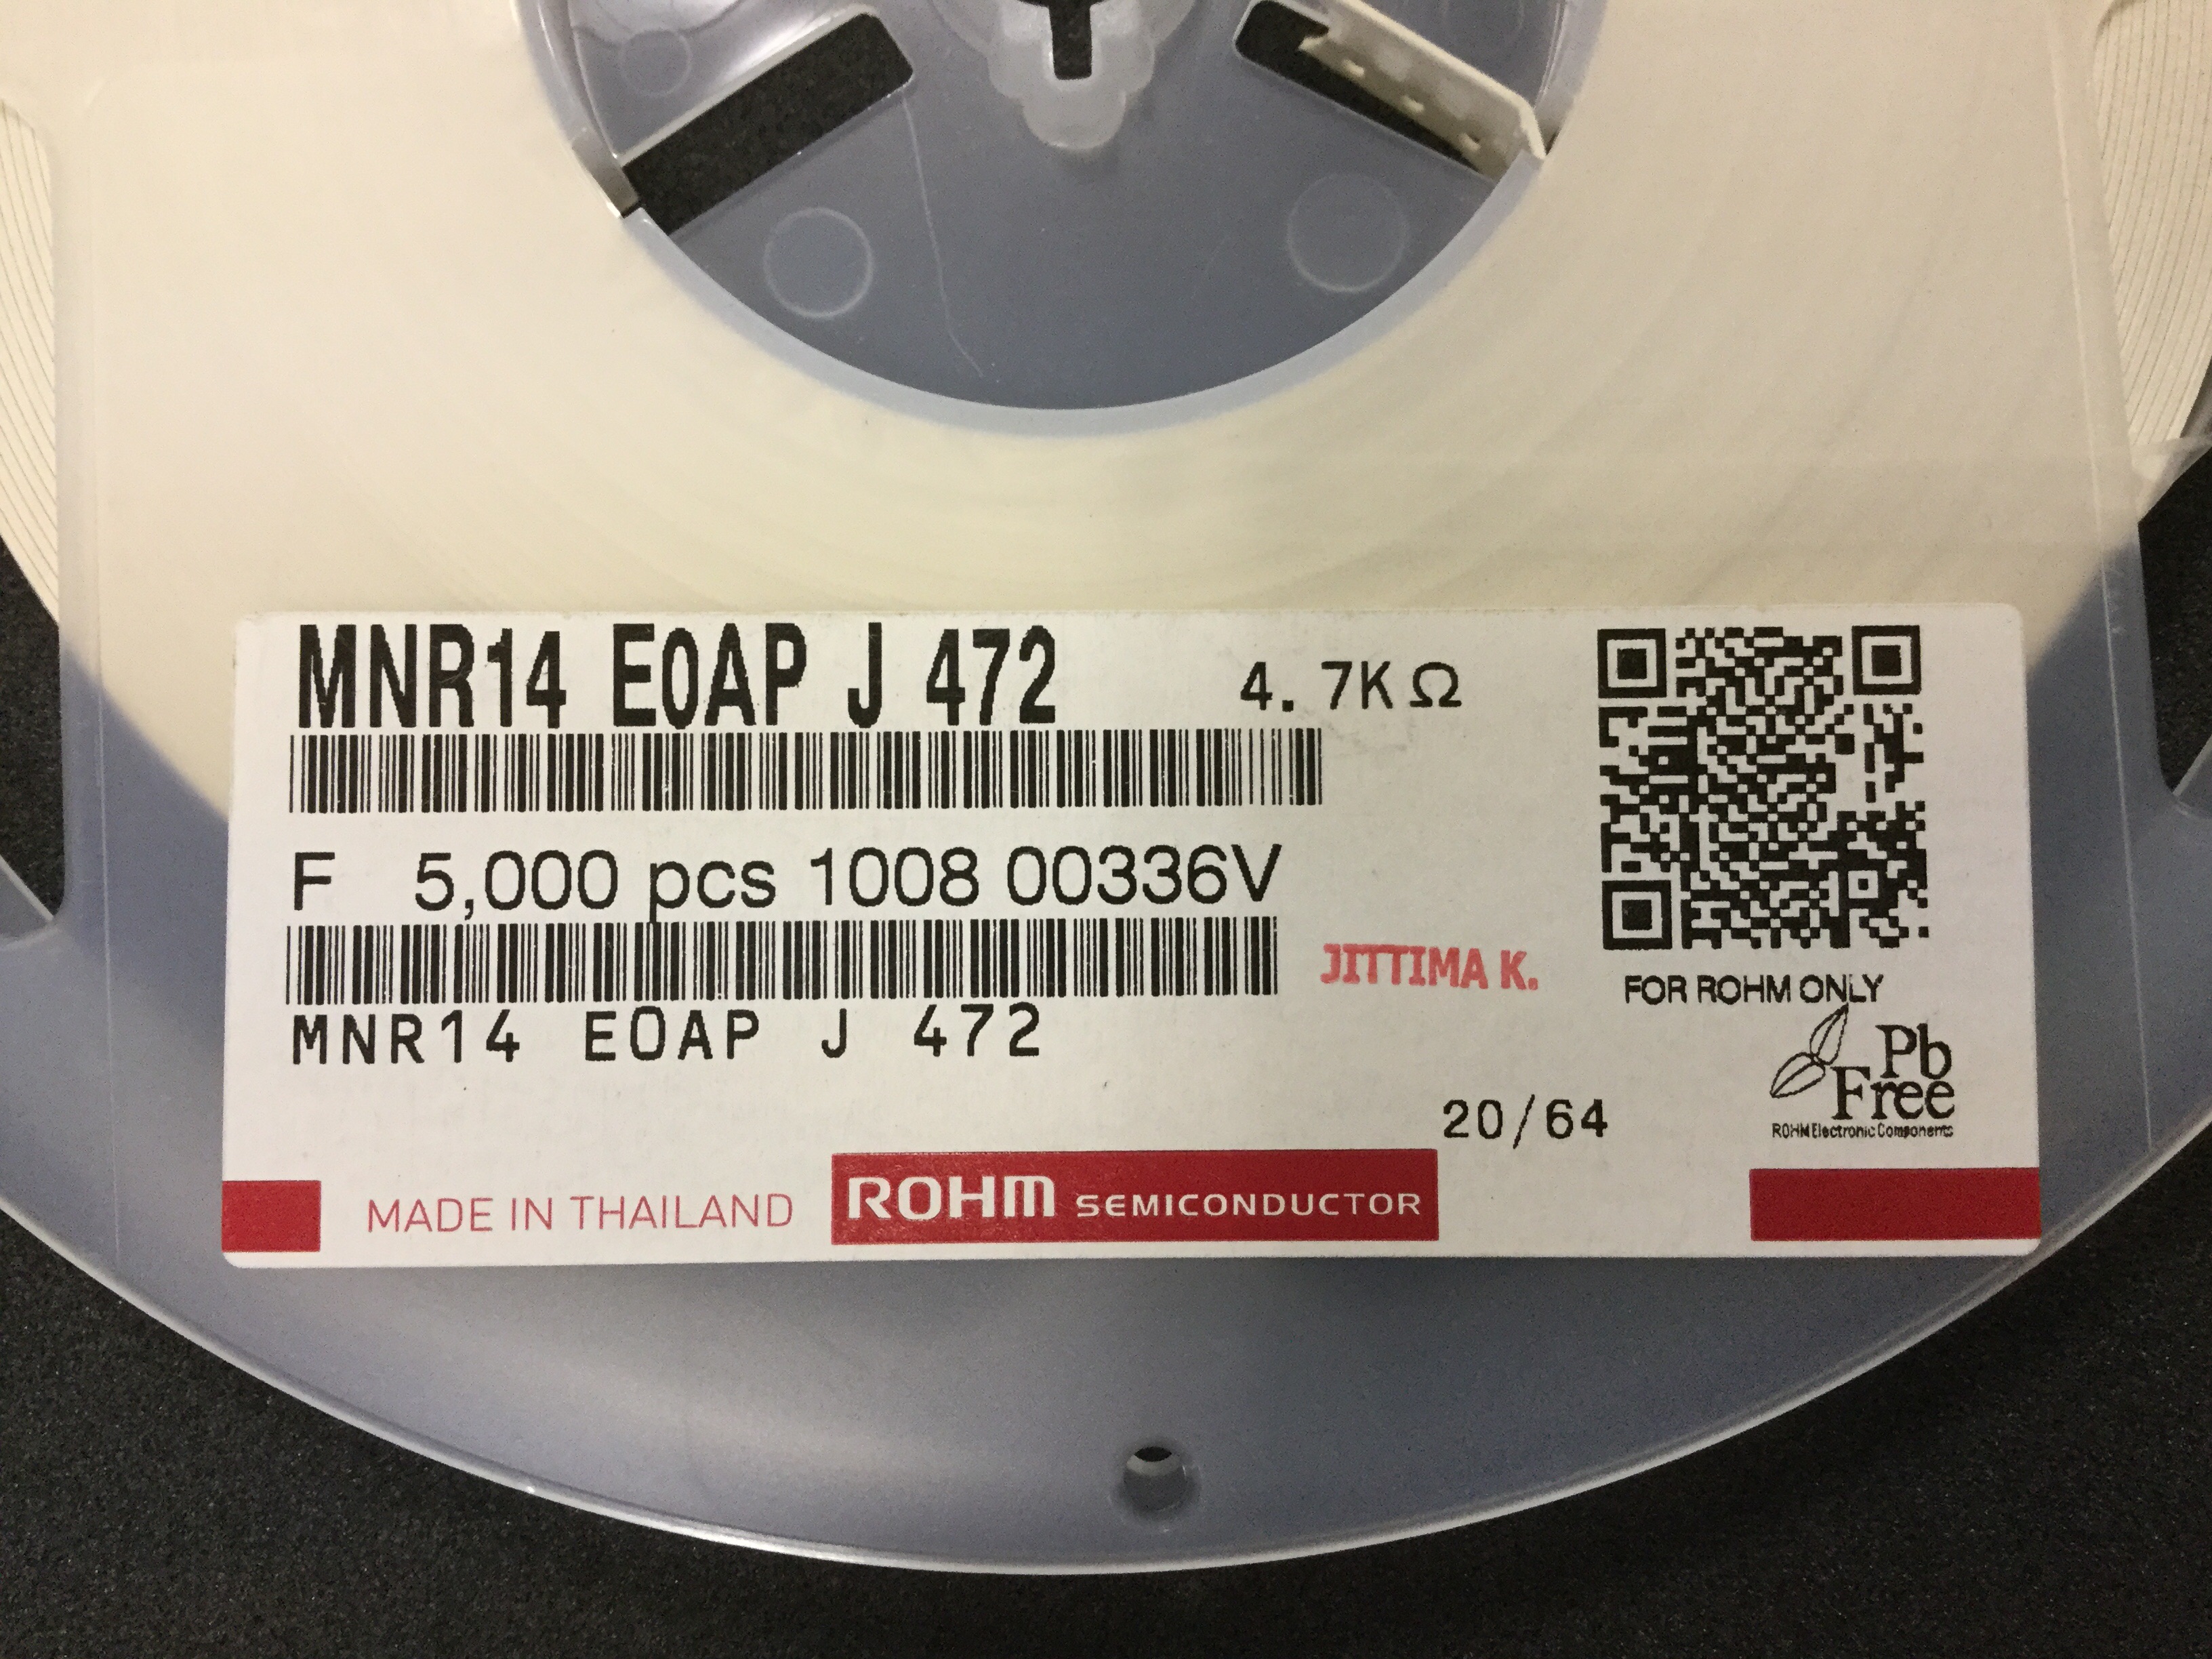 MNR14 E0AP J 472 4.7KΩ
F 5,000 pcs 1008 00336V
JITTIMA K.
FOR ROHM ONLY
MNR14 E0AP J 472
Pb
Free
ROHM Electronic Components
20/64
MADE IN THAILAND ROHM SEMICONDUCTOR